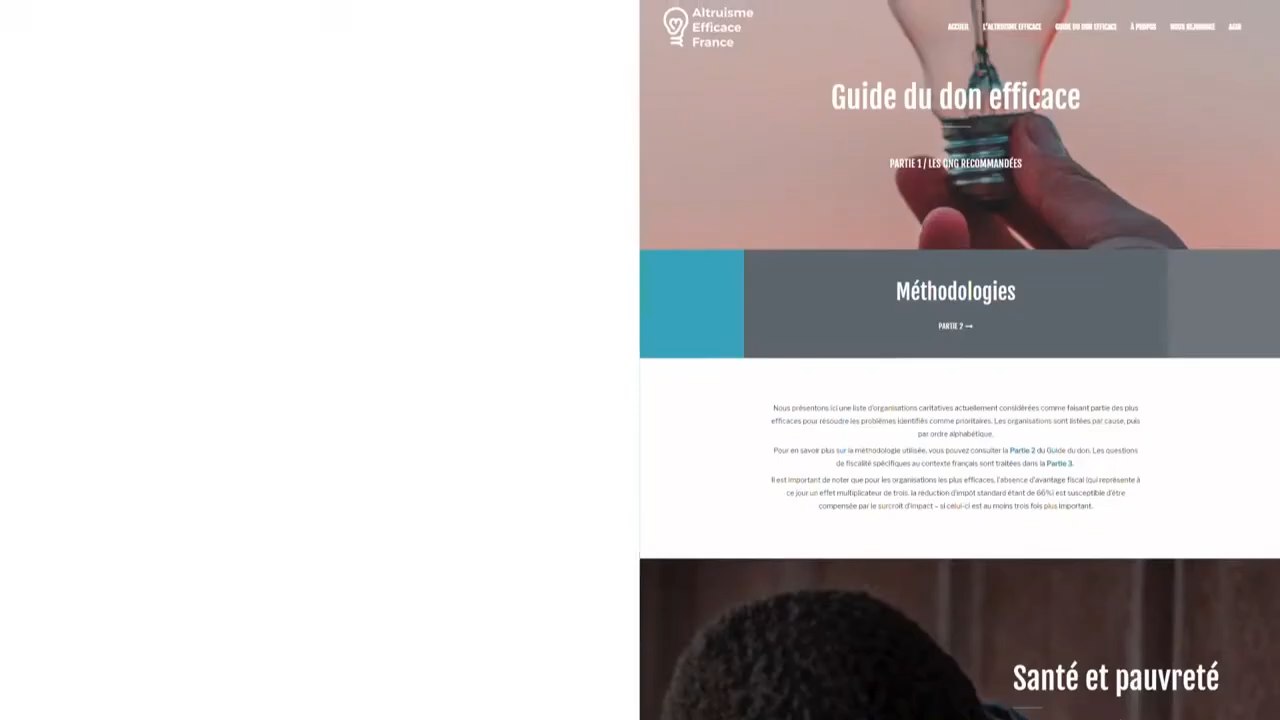 Altruisme
Efficace
France
ACCUEIL L'ALTRUISME EFFICACE GUIDE DU DON EFFICACE À PROPOS NOUS REJOINDRE AGIR
Guide du don efficace
PARTIE 1 / LES ONG RECOMMANDÉES
Méthodologies
PARTIE 2 ⟶
Nous présentons ici une liste d'organisations caritatives actuellement considérées comme faisant partie des plus
efficaces pour résoudre les problèmes identifiés comme prioritaires. Les organisations sont listées par cause, puis
par ordre alphabétique.
Pour en savoir plus sur la méthodologie utilisée, vous pouvez consulter la Partie 2 du Guide du don. Les questions
de fiscalité spécifiques au contexte français sont traitées dans la Partie 3.
Il est important de noter que pour les organisations les plus efficaces, l'absence d'avantage fiscal (qui représente à
ce jour un effet multiplicateur de trois, la réduction d'impôt standard étant de 66%) est susceptible d'être
compensée par le surcroît d'impact – si celui-ci est au moins trois fois plus important.
Santé et pauvreté